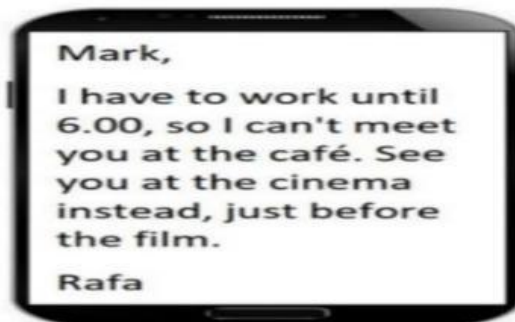 Mark,
I have to work until
6.00, so I can't meet
you at the café. See
you at the cinema
instead, just before
the film.
Rafa